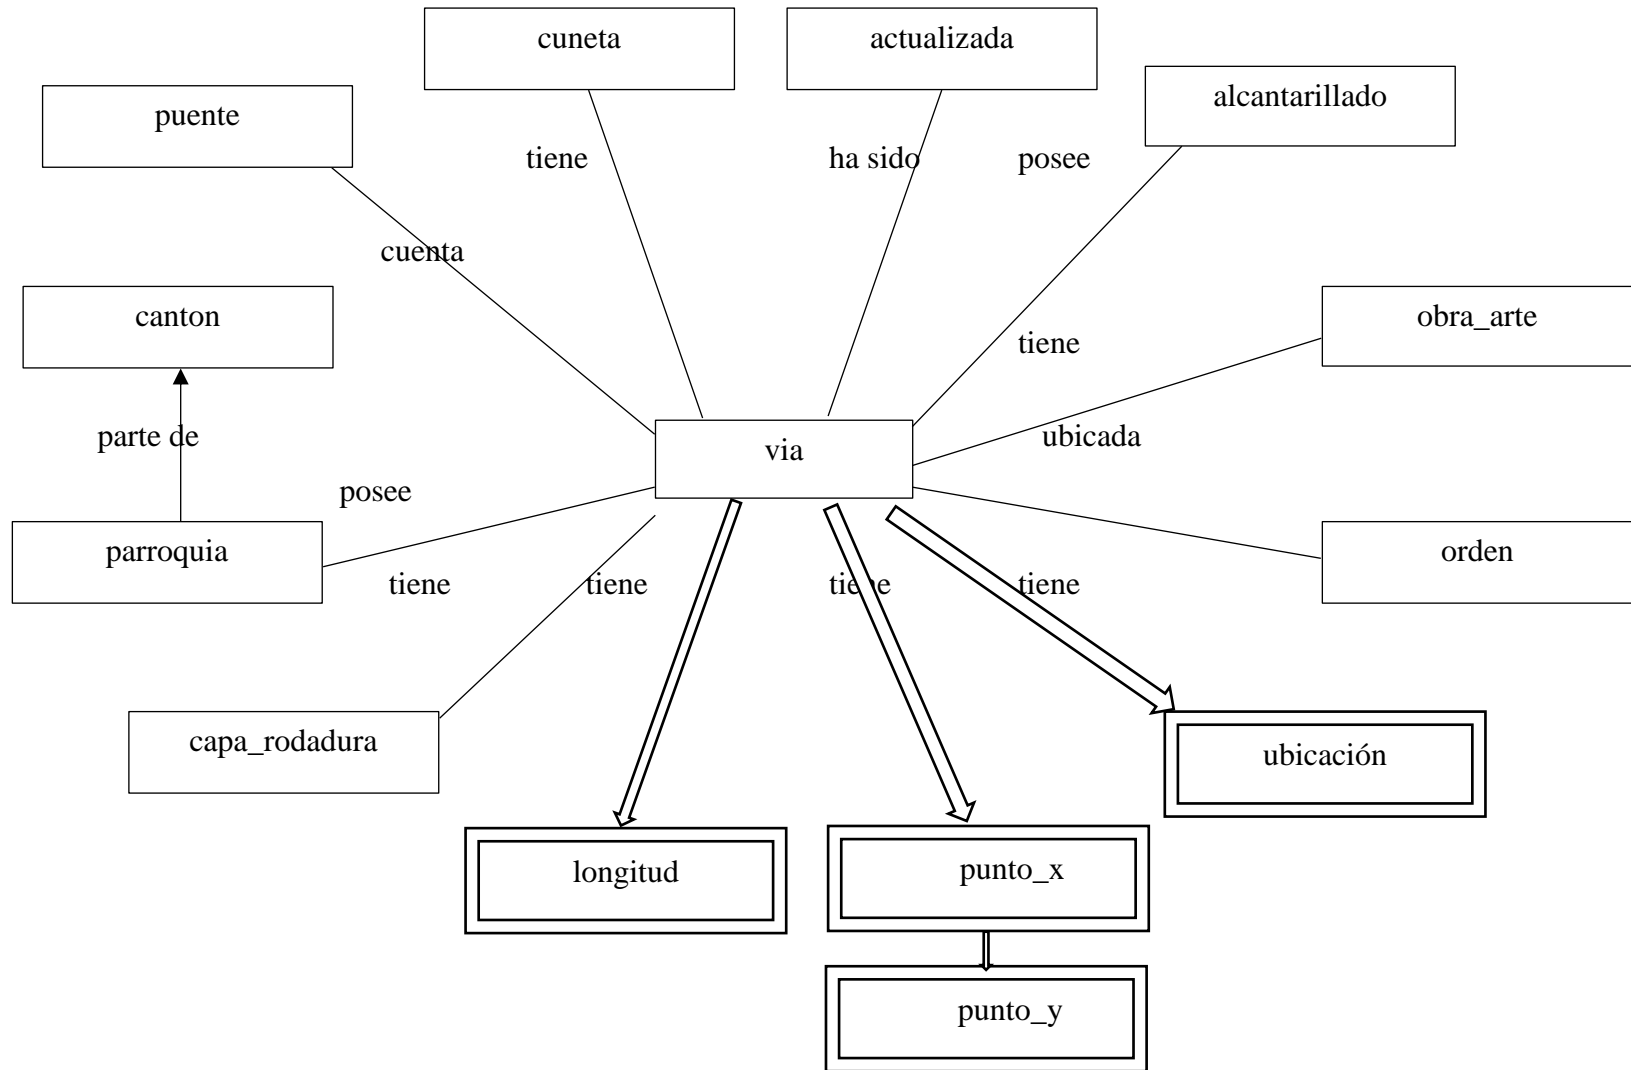 cuneta
actualizada
alcantarillado
puente
tiene
ha sido
posee
cuenta
canton
obra_arte
tiene
parte de
via
ubicada
posee
parroquia
orden
tiene
tiene
tiene
tiene
capa_rodadura
ubicación
longitud
punto_x
punto_y